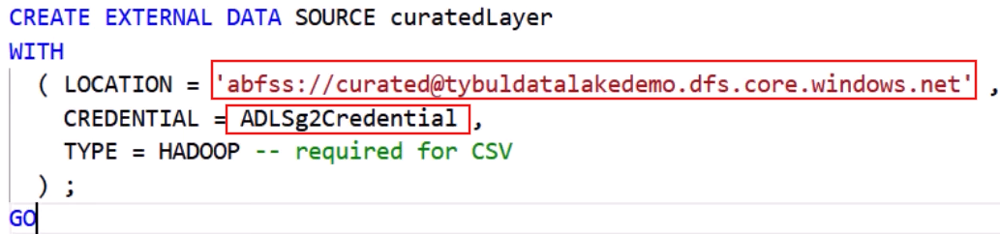 CREATE EXTERNAL DATA SOURCE curatedLayer
WITH
( LOCATION = 'abfss://curated@tybuldatalakedemo.dfs.core.windows.net' ,
CREDENTIAL = ADLSg2Credential ,
TYPE = HADOOP -- required for CSV
) ;
GO